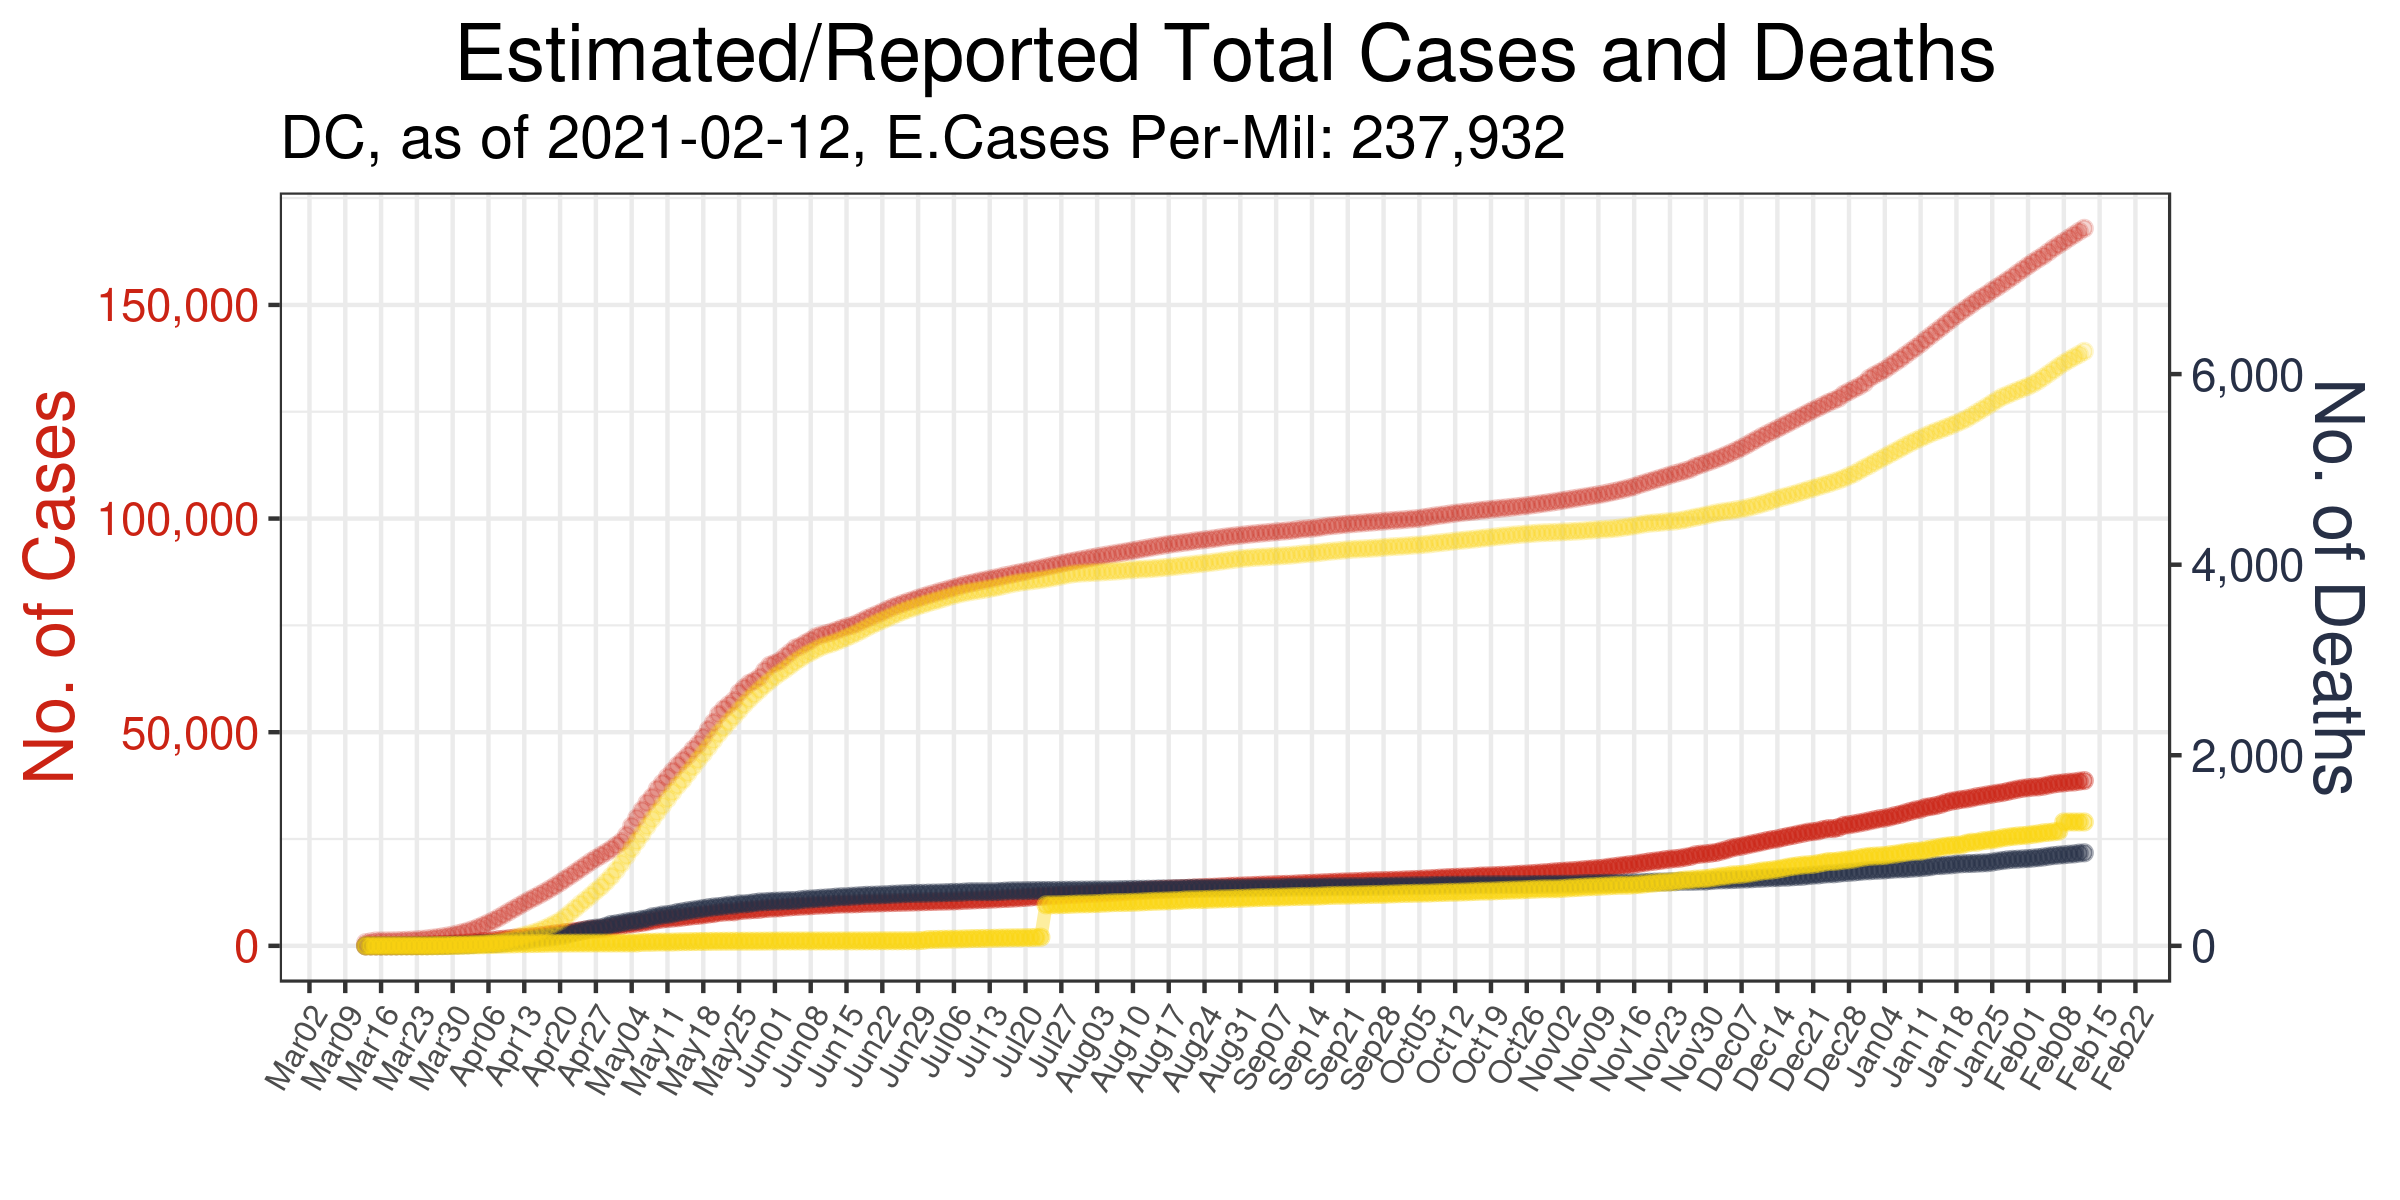 Estimated/Reported Total Cases and Deaths
DC, as of 2021-02-12, E.Cases Per-Mil: 237,932
No. of Cases
150,000
100,000
50,000
0
6,000
4,000
2,000
0
No. of Deaths
Mar02 Mar09 Mar16 Mar23 Mar30 Apr06 Apr13 Apr20 Apr27 May04 May11 May18 May25 Jun01 Jun08 Jun15 Jun22 Jun29 Jul06 Jul13 Jul20 Jul27 Aug03 Aug10 Aug17 Aug24 Aug31 Sep07 Sep14 Sep21 Sep28 Oct05 Oct12 Oct19 Oct26 Nov02 Nov09 Nov16 Nov23 Nov30 Dec07 Dec14 Dec21 Dec28 Jan04 Jan11 Jan18 Jan25 Feb01 Feb08 Feb15 Feb22